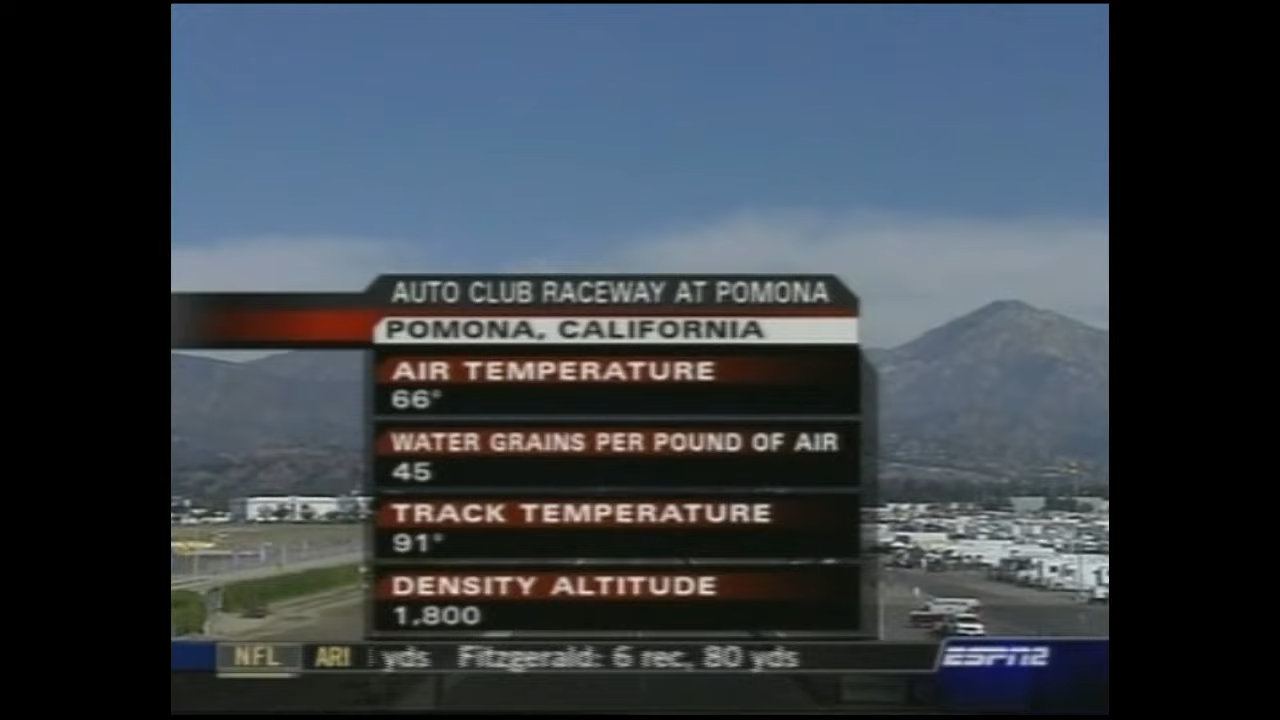 AUTO CLUB RACEWAY AT POMONA
POMONA, CALIFORNIA
AIR TEMPERATURE
66°
WATER GRAINS PER POUND OF AIR
45
TRACK TEMPERATURE
91°
DENSITY ALTITUDE
1,800
NFL ARI yds Fitzgerald: 6 rec, 80 yds ESPN2